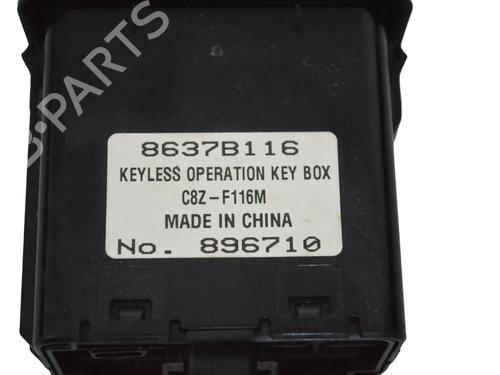 B-PARTS
8637B116
KEYLESS OPERATION KEY BOX
C8Z-F116M
MADE IN CHINA
No. 896710